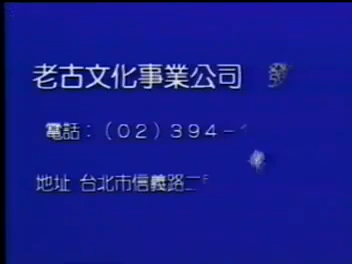 老古文化事業公司 發
電話：（０２）３９４－
地址 台北市信義路二